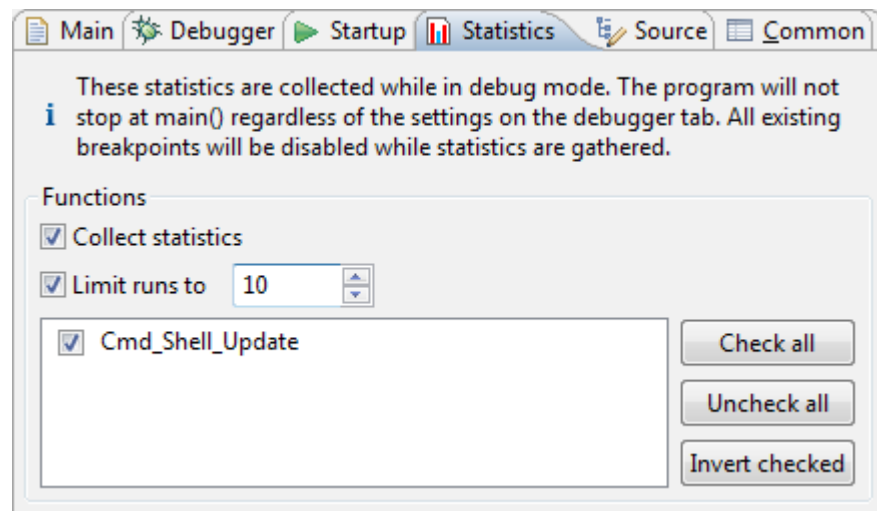 Main Debugger Startup Statistics Source Common
These statistics are collected while in debug mode. The program will not
stop at main() regardless of the settings on the debugger tab. All existing
breakpoints will be disabled while statistics are gathered.
Functions
Collect statistics
Limit runs to 10
Cmd_Shell_Update
Check all
Uncheck all
Invert checked